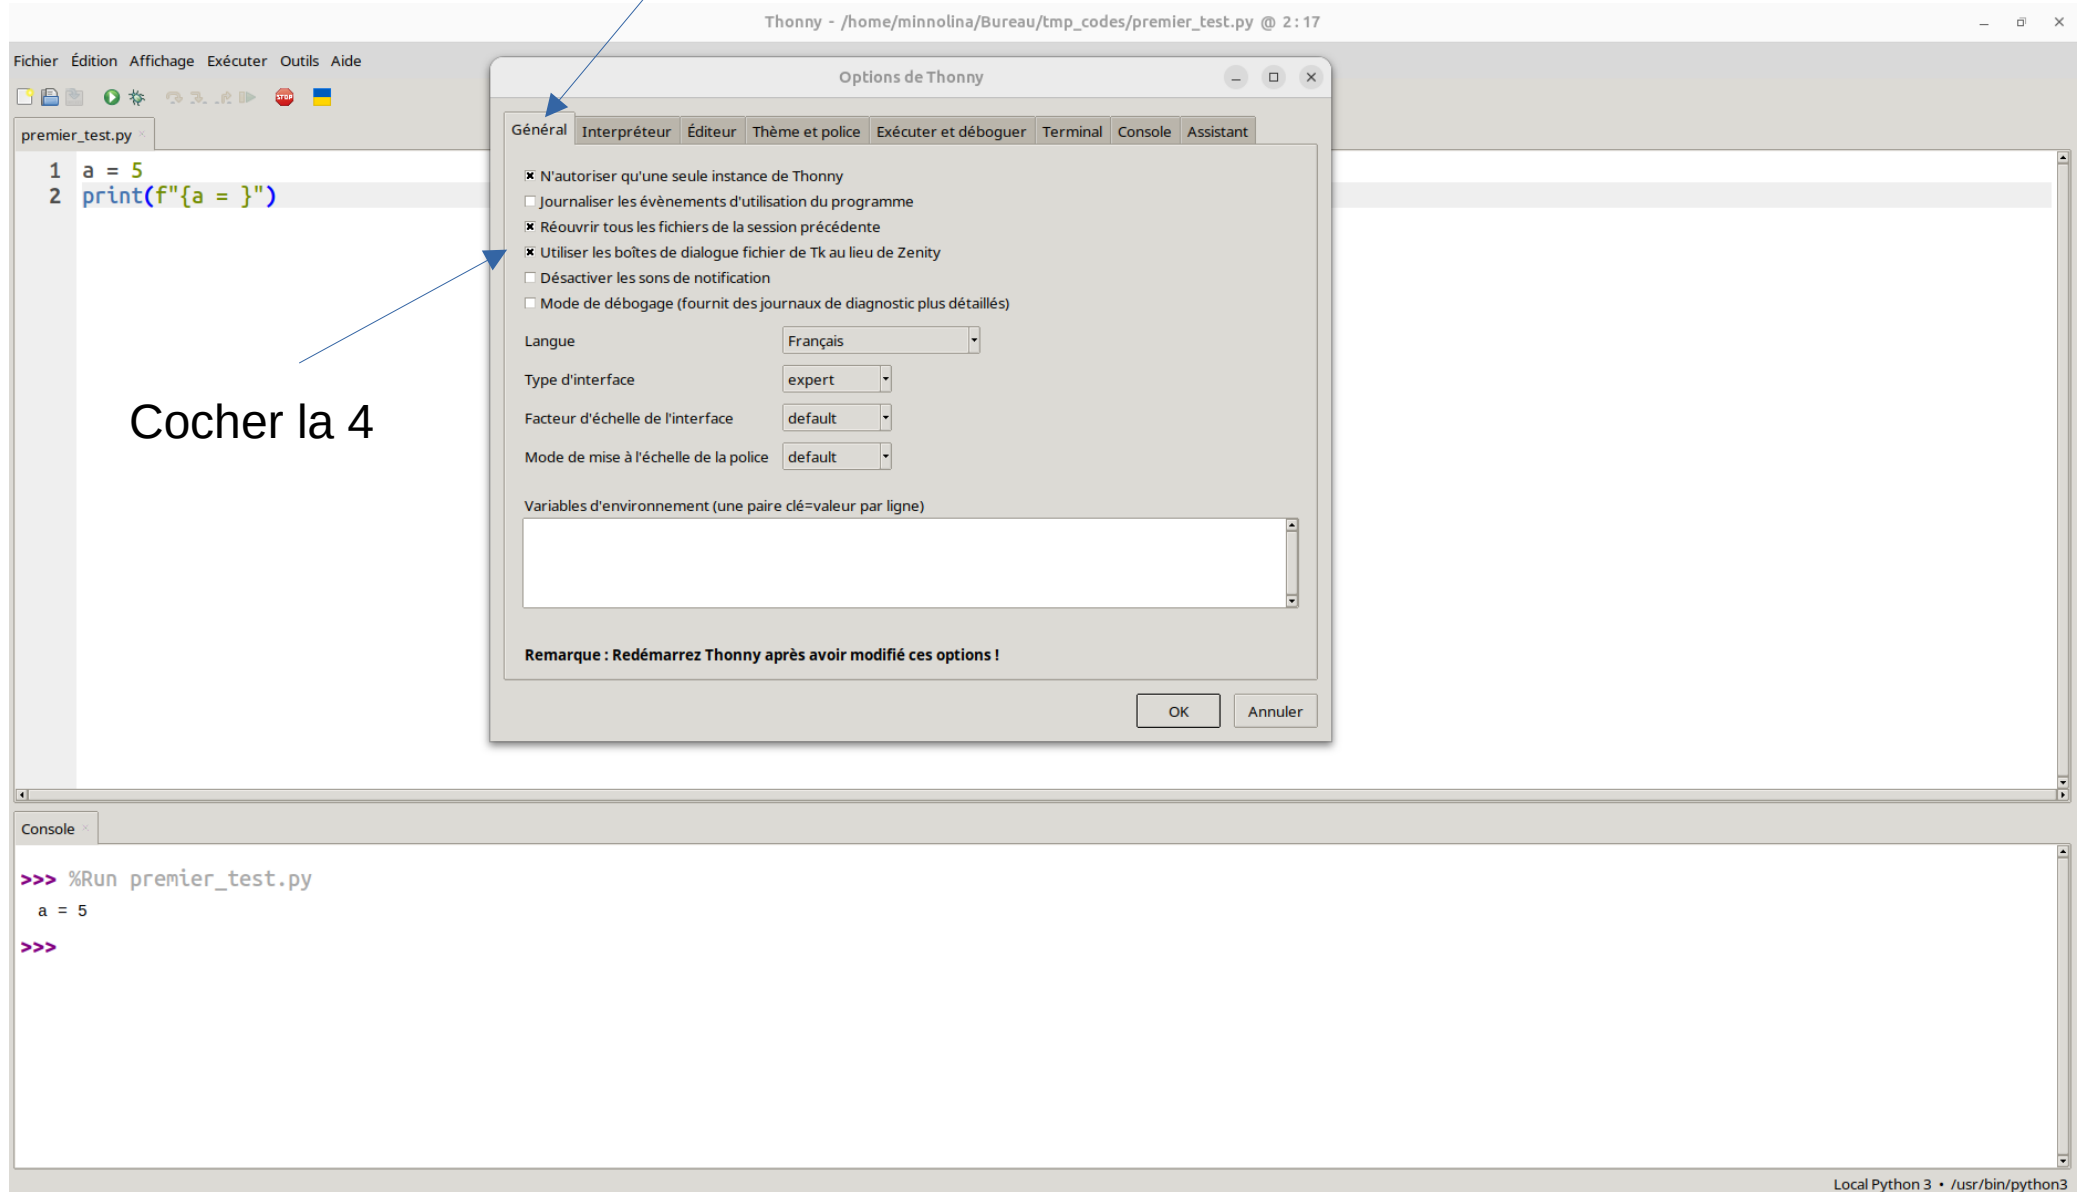 Thonny - /home/minnolina/Bureau/tmp_codes/premier_test.py @ 2:17
Fichier Édition Affichage Exécuter Outils Aide
STOP
premier_test.py
1 a = 5
2 print(f"{a = }")
Cocher la 4
Options de Thonny
Général Interpréteur Éditeur Thème et police Exécuter et déboguer Terminal Console Assistant
N'autoriser qu'une seule instance de Thonny
Journaliser les évènements d'utilisation du programme
Réouvrir tous les fichiers de la session précédente
Utiliser les boîtes de dialogue fichier de Tk au lieu de Zenity
Désactiver les sons de notification
Mode de débogage (fournit des journaux de diagnostic plus détaillés)
Langue Français
Type d'interface expert
Facteur d'échelle de l'interface default
Mode de mise à l'échelle de la police default
Variables d'environnement (une paire clé=valeur par ligne)
Remarque : Redémarrez Thonny après avoir modifié ces options !
OK Annuler
Console
>>> %Run premier_test.py
a = 5
>>>
Local Python 3 • /usr/bin/python3